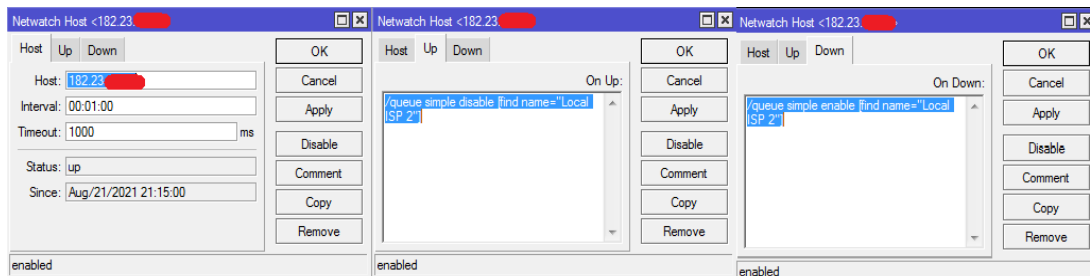 Netwatch Host <182.23.
Host Up Down
Host: 182.23
Interval: 00:01:00
Timeout: 1000 ms
Status: up
Since: Aug/21/2021 21:15:00
OK
Cancel
Apply
Disable
Comment
Copy
Remove
enabled
Netwatch Host <182.23.
Host Up Down
On Up:
/queue simple disable [find name="Local
ISP 2"]
OK
Cancel
Apply
Disable
Comment
Copy
Remove
enabled
Netwatch Host <182.23.
Host Up Down
On Down:
/queue simple enable [find name="Local
ISP 2"]
OK
Cancel
Apply
Disable
Comment
Copy
Remove
enabled